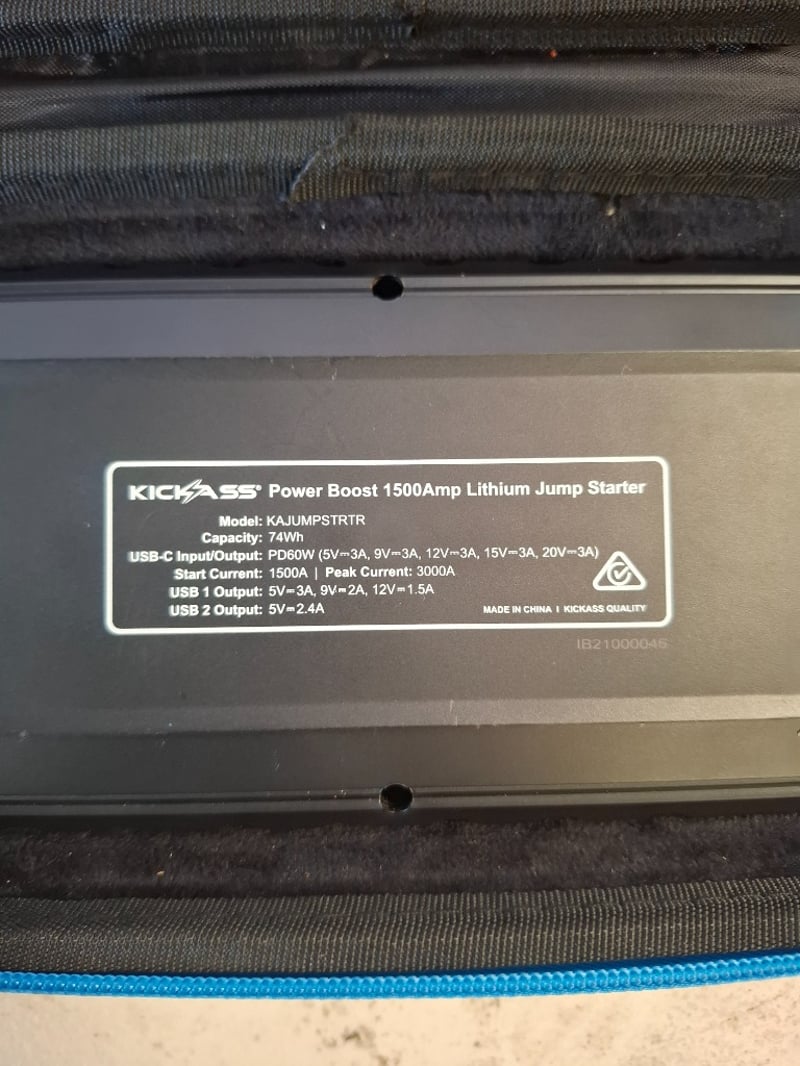 KICKASS® Power Boost 1500Amp Lithium Jump Starter
Model: KAJUMPSTRTR
Capacity: 74Wh
USB-C Input/Output: PD60W (5V⎓3A, 9V⎓3A, 12V⎓3A, 15V⎓3A, 20V⎓3A)
Start Current: 1500A | Peak Current: 3000A
USB 1 Output: 5V⎓3A, 9V⎓2A, 12V⎓1.5A
USB 2 Output: 5V⎓2.4A
MADE IN CHINA | KICKASS QUALITY
IB21000046